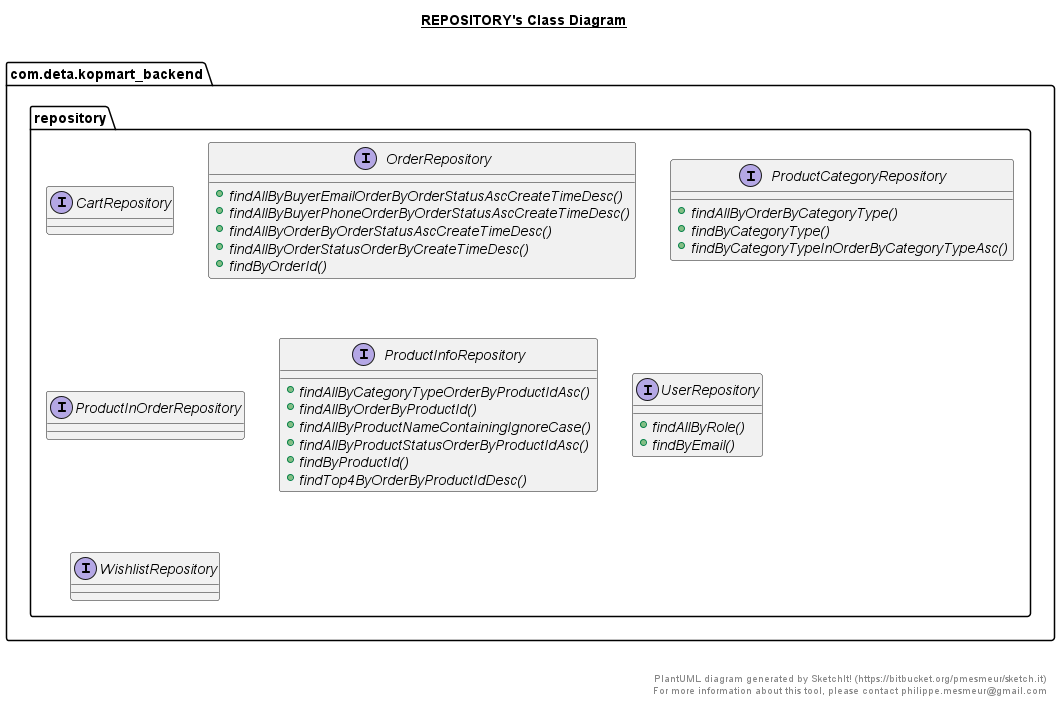 REPOSITORY's Class Diagram
com.deta.kopmart_backend
repository
I CartRepository
I OrderRepository
findAllByBuyerEmailOrderByOrderStatusAscCreateTimeDesc()
findAllByBuyerPhoneOrderByOrderStatusAscCreateTimeDesc()
findAllByOrderByOrderStatusAscCreateTimeDesc()
findAllByOrderStatusOrderByCreateTimeDesc()
findByOrderId()
I ProductCategoryRepository
findAllByOrderByCategoryType()
findByCategoryType()
findByCategoryTypeInOrderByCategoryTypeAsc()
I ProductInOrderRepository
I ProductInfoRepository
findAllByCategoryTypeOrderByProductIdAsc()
findAllByOrderByProductId()
findAllByProductNameContainingIgnoreCase()
findAllByProductStatusOrderByProductIdAsc()
findByProductId()
findTop4ByOrderByProductIdDesc()
I UserRepository
findAllByRole()
findByEmail()
I WishlistRepository
PlantUML diagram generated by SketchIt! (https://bitbucket.org/pmesmeur/sketch.it)
For more information about this tool, please contact philippe.mesmeur@gmail.com